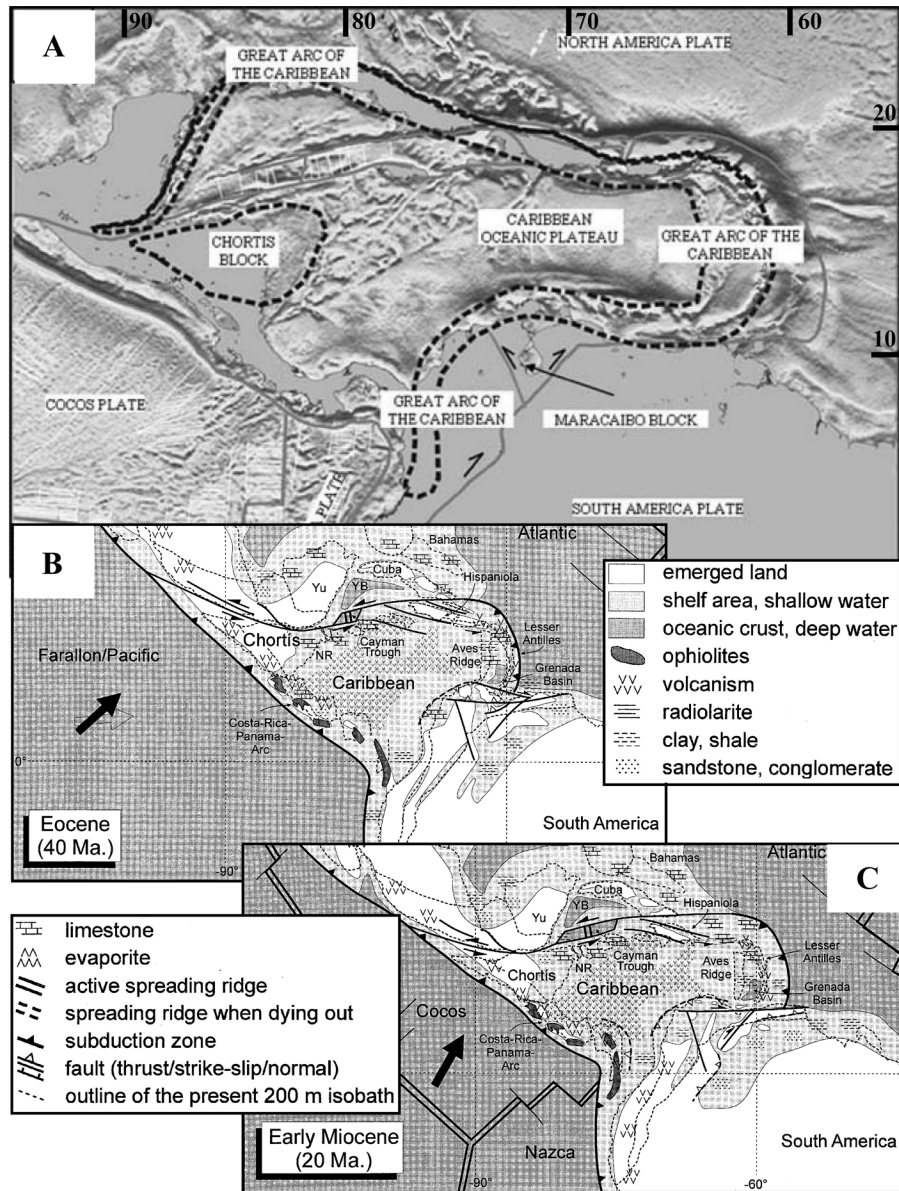 A
90
80
70
60
GREAT ARC OF
THE CARIBBEAN
NORTH AMERICA PLATE
20
CHORTIS
BLOCK
CARIBBEAN
OCEANIC PLATEAU
GREAT ARC OF THE
CARIBBEAN
10
COCOS PLATE
GREAT ARC
OF THE
CARIBBEAN
MARACAIBO BLOCK
PLATE
SOUTH AMERICA PLATE
B
Atlantic
Bahamas
Cuba
Yu
YB
Hispaniola
Chortís
NR
Cayman
Trough
Aves
Ridge
Lesser
Antilles
Grenada
Basin
Farallon/Pacific
Caribbean
Costa-Rica-
Panama-
Arc
0°
Eocene
(40 Ma.)
South America
-90°
emerged land
shelf area, shallow water
oceanic crust, deep water
ophiolites
volcanism
radiolarite
clay, shale
sandstone, conglomerate
C
Atlantic
Bahamas
Cuba
Yu
YB
Hispaniola
Chortís
NR
Cayman
Trough
Aves
Ridge
Lesser
Antilles
Grenada
Basin
Caribbean
Cocos
Costa-Rica-
Panama-
Arc
Early Miocene
(20 Ma.)
Nazca
South America
-90°
-60°
limestone
evaporite
active spreading ridge
spreading ridge when dying out
subduction zone
fault (thrust/strike-slip/normal)
outline of the present 200 m isobath